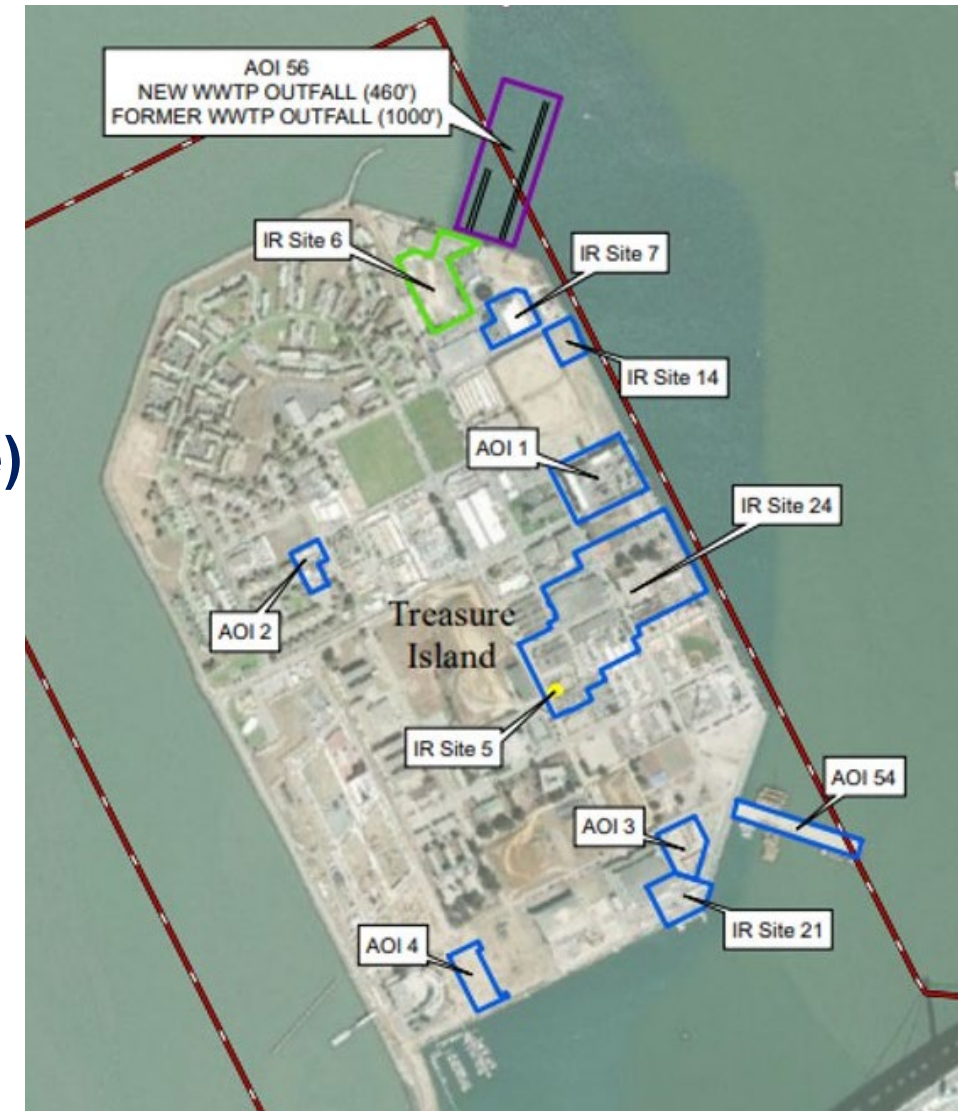 AOI 56
NEW WWTP OUTFALL (460')
FORMER WWTP OUTFALL (1000')
IR Site 6
IR Site 7
IR Site 14
AOI 1
IR Site 24
AOI 2
Treasure
Island
IR Site 5
AOI 54
AOI 3
IR Site 21
AOI 4